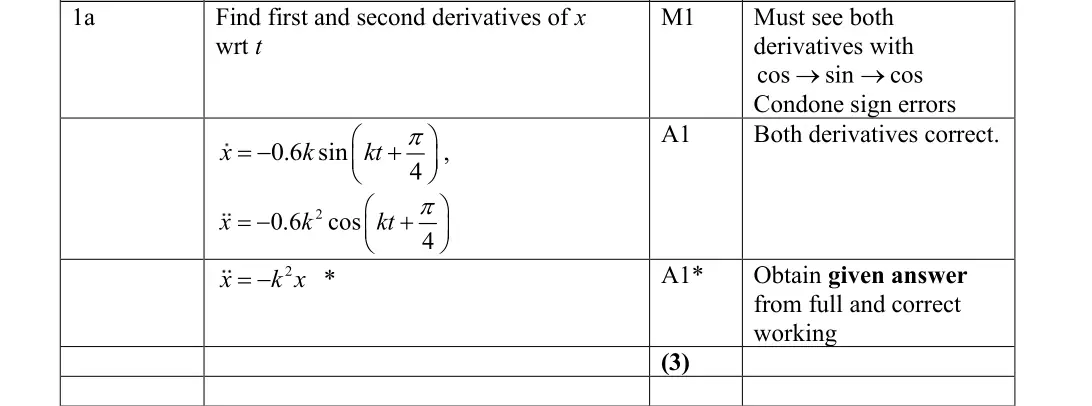 1a Find first and second derivatives of x M1 Must see both
wrt t derivatives with
cos → sin → cos
Condone sign errors
ẋ = −0.6k sin(kt + π/4), A1 Both derivatives correct.
ẍ = −0.6k² cos(kt + π/4)
ẍ = −k²x * A1* Obtain given answer
from full and correct
working
(3)